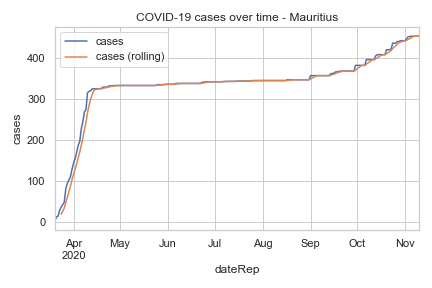 COVID-19 cases over time - Mauritius
cases
cases (rolling)
cases
400
300
200
100
0
Apr
2020
May
Jun
Jul
Aug
Sep
Oct
Nov
dateRep